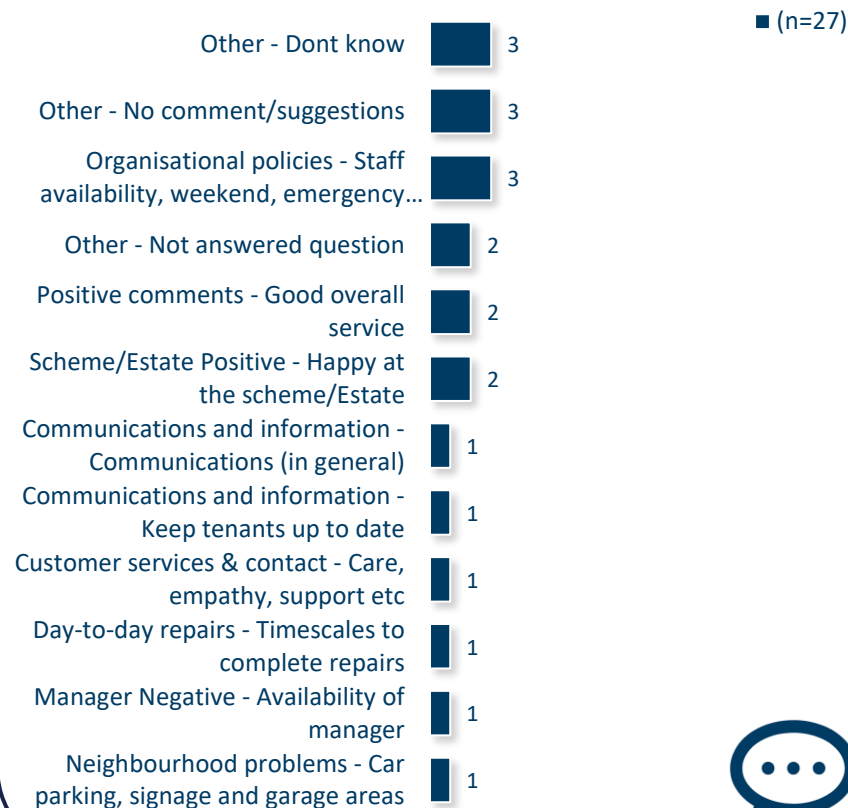 ■ (n=27)
Other - Dont know 3
Other - No comment/suggestions 3
Organisational policies - Staff
availability, weekend, emergency… 3
Other - Not answered question 2
Positive comments - Good overall
service 2
Scheme/Estate Positive - Happy at
the scheme/Estate 2
Communications and information -
Communications (in general) 1
Communications and information -
Keep tenants up to date 1
Customer services & contact - Care,
empathy, support etc 1
Day-to-day repairs - Timescales to
complete repairs 1
Manager Negative - Availability of
manager 1
Neighbourhood problems - Car
parking, signage and garage areas 1